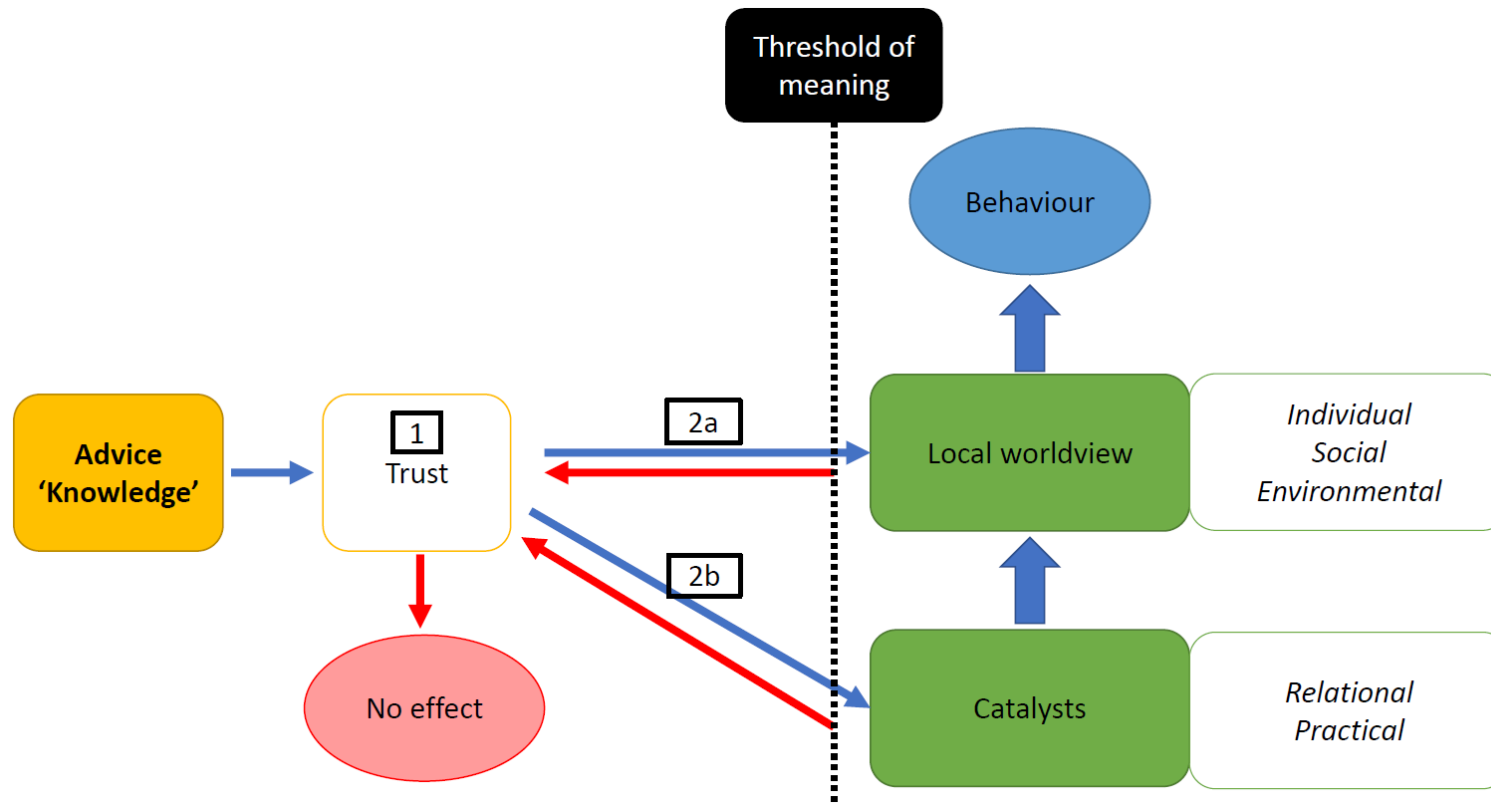 Threshold of
meaning
Behaviour
Advice
‘Knowledge’
1
Trust
2a
Local worldview
Individual
Social
Environmental
2b
No effect
Catalysts
Relational
Practical